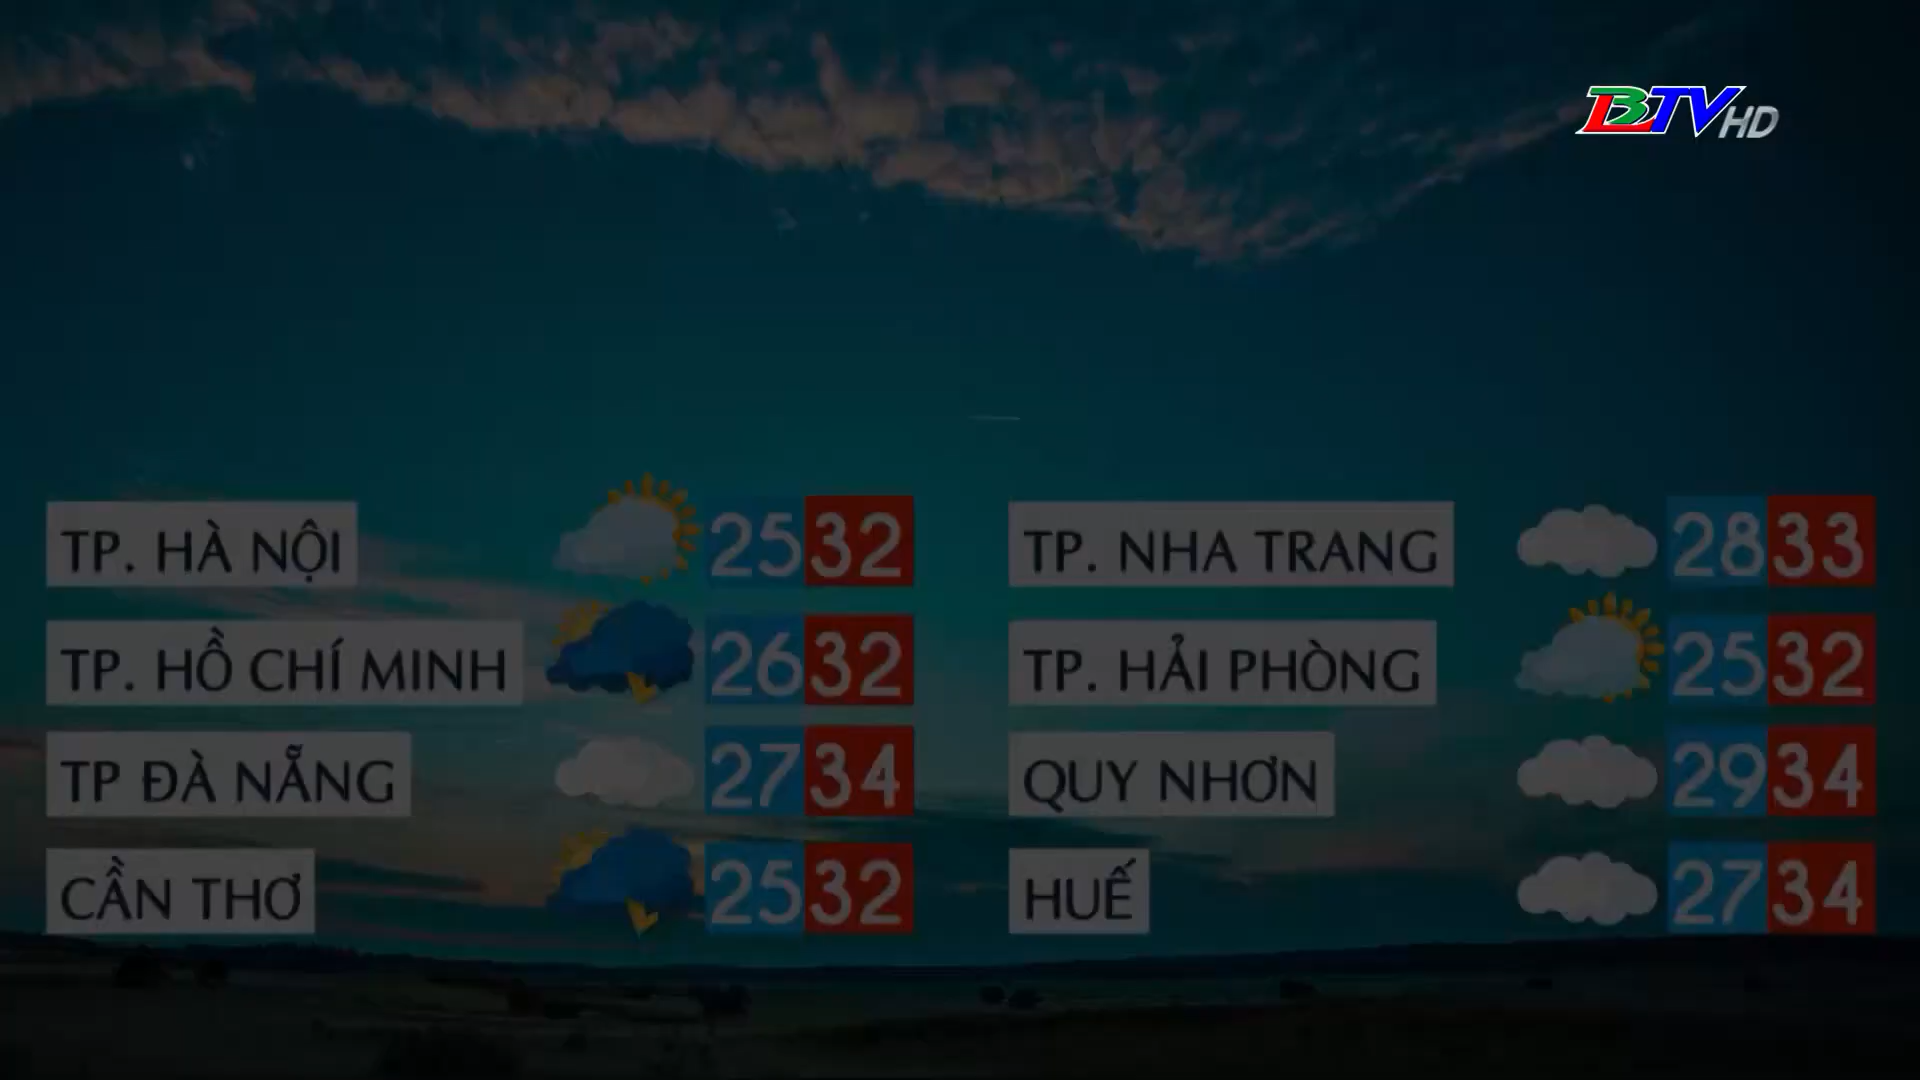 BTV HD
TP. HÀ NỘI 25 32
TP. HỒ CHÍ MINH 26 32
TP ĐÀ NẴNG 27 34
CẦN THƠ 25 32
TP. NHA TRANG 28 33
TP. HẢI PHÒNG 25 32
QUY NHƠN 29 34
HUẾ 27 34